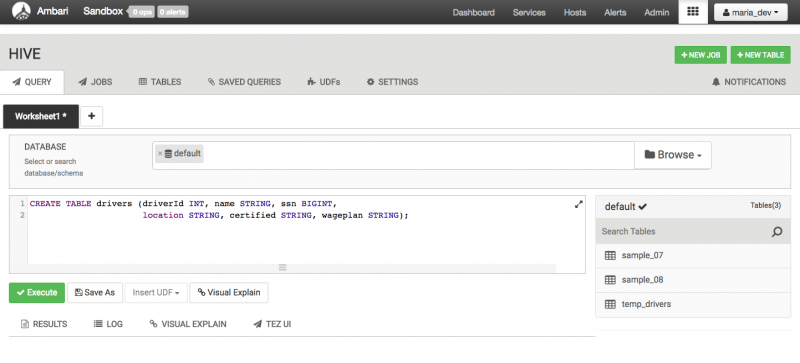 Ambari Sandbox 0 ops 0 alerts Dashboard Services Hosts Alerts Admin maria_dev
HIVE + NEW JOB + NEW TABLE
QUERY JOBS TABLES SAVED QUERIES UDFs SETTINGS NOTIFICATIONS
Worksheet1 * +
DATABASE
Select or search
database/schema
× default
Browse
1 CREATE TABLE drivers (driverId INT, name STRING, ssn BIGINT,
2 location STRING, certified STRING, wageplan STRING);
default Tables(3)
Search Tables
sample_07
sample_08
temp_drivers
Execute Save As Insert UDF Visual Explain
RESULTS LOG VISUAL EXPLAIN TEZ UI